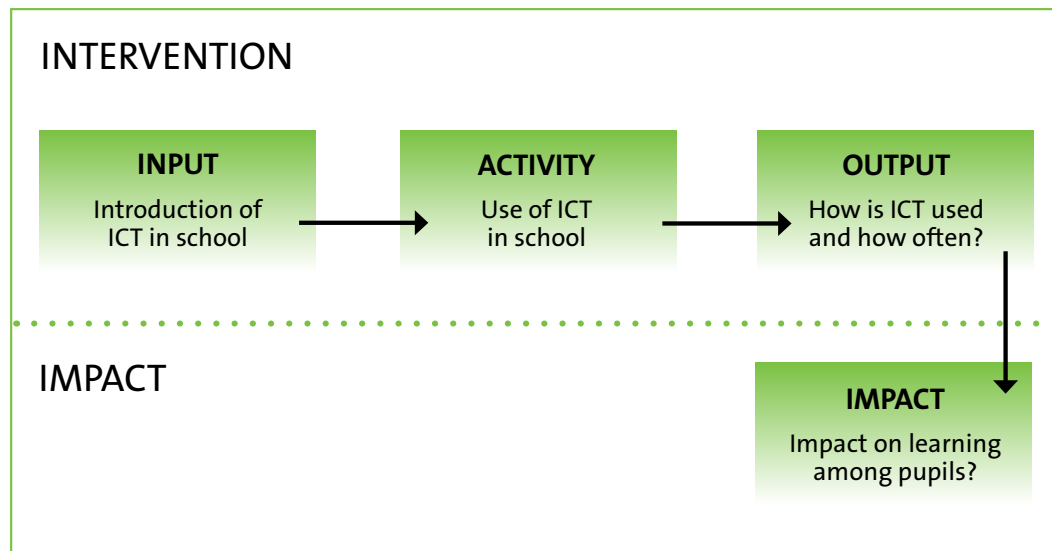 INTERVENTION
INPUT
Introduction of
ICT in school
ACTIVITY
Use of ICT
in school
OUTPUT
How is ICT used
and how often?
IMPACT
IMPACT
Impact on learning
among pupils?